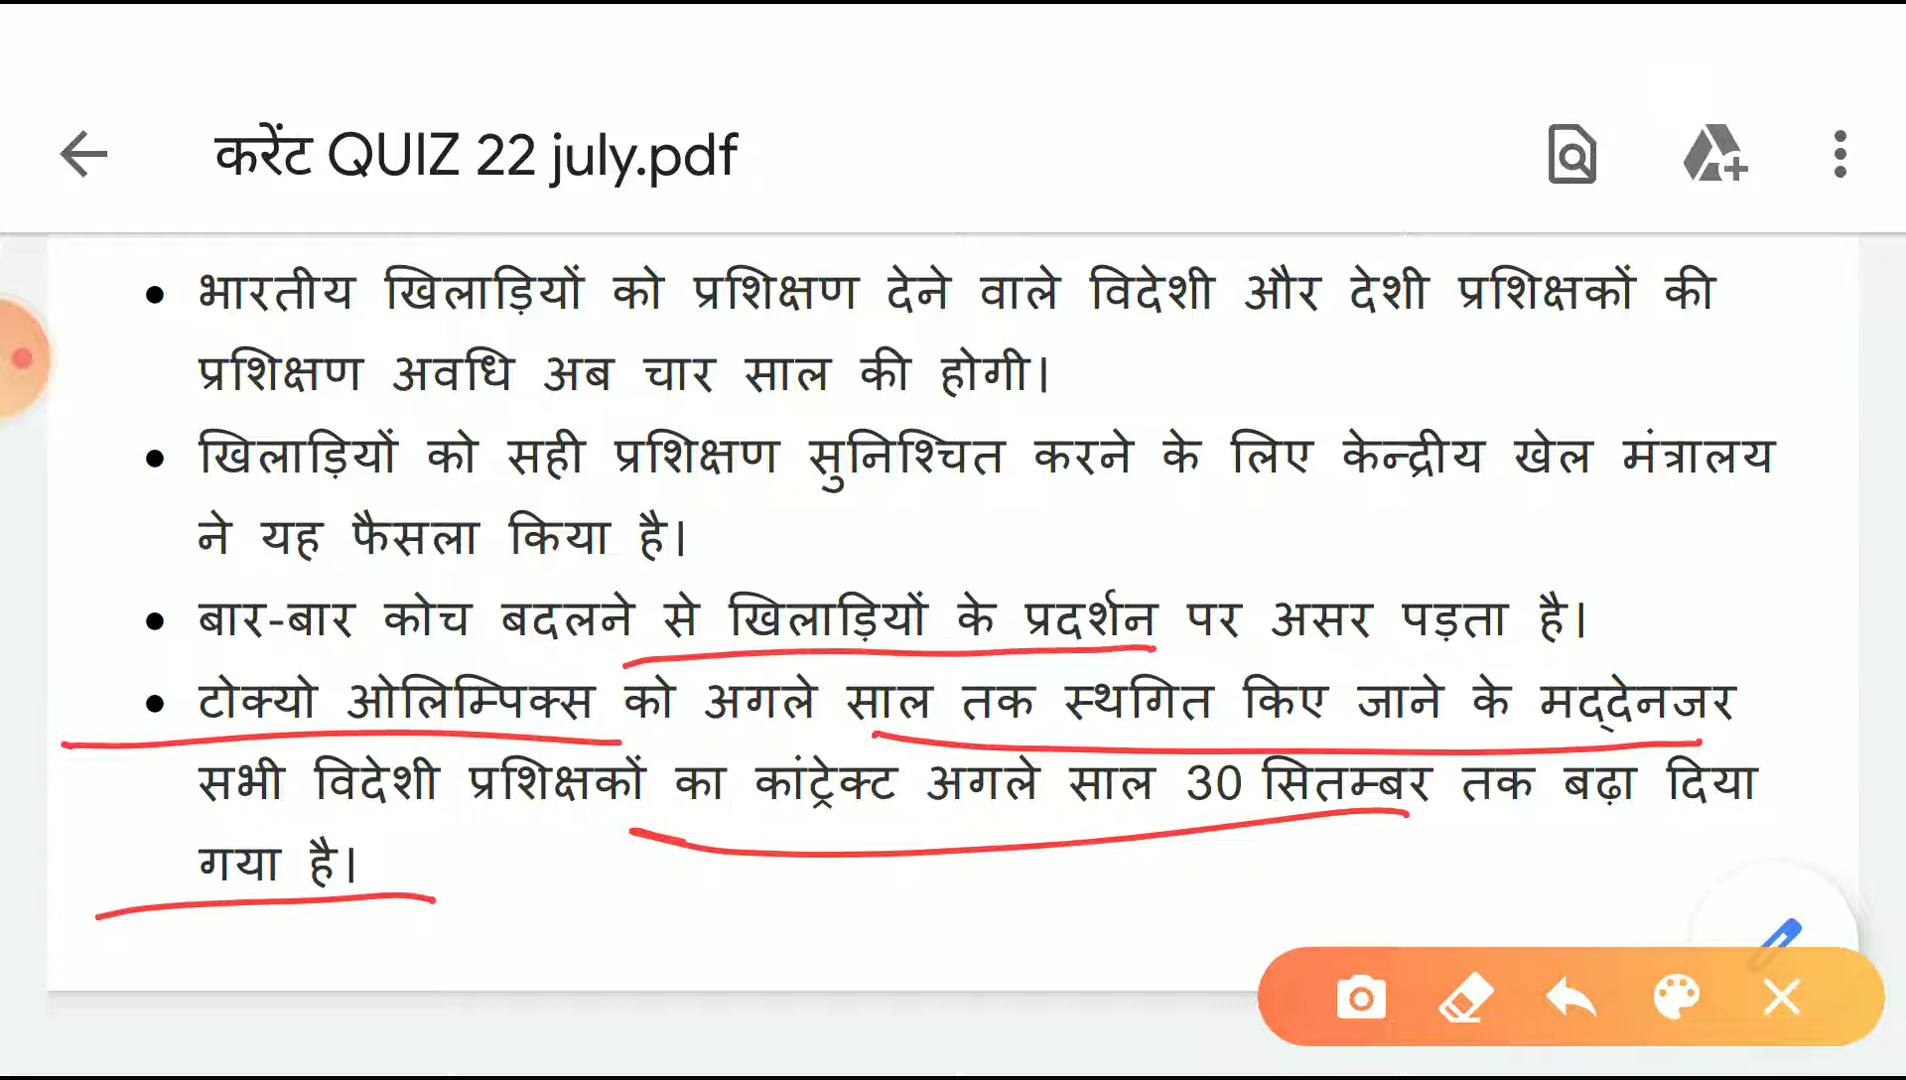 करेंट QUIZ 22 july.pdf
• भारतीय खिलाड़ियों को प्रशिक्षण देने वाले विदेशी और देशी प्रशिक्षकों की
प्रशिक्षण अवधि अब चार साल की होगी।
• खिलाड़ियों को सही प्रशिक्षण सुनिश्चित करने के लिए केन्द्रीय खेल मंत्रालय
ने यह फैसला किया है।
• बार-बार कोच बदलने से खिलाड़ियों के प्रदर्शन पर असर पड़ता है।
• टोक्यो ओलिम्पिक्स को अगले साल तक स्थगित किए जाने के मद्देनजर
सभी विदेशी प्रशिक्षकों का कांट्रेक्ट अगले साल 30 सितम्बर तक बढ़ा दिया
गया है।